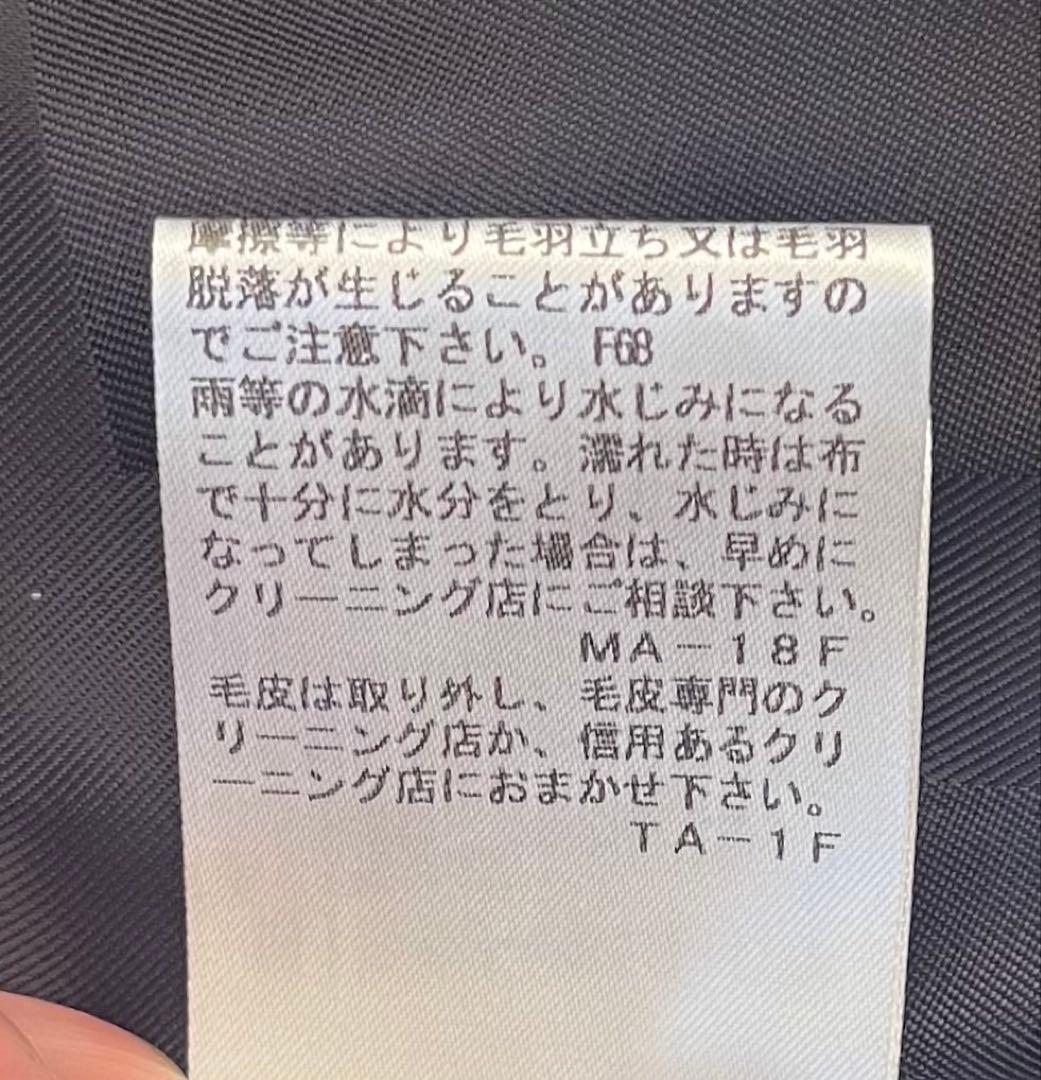 摩擦等により毛羽立ち又は毛羽
脱落が生じることがありますの
でご注意下さい。 F68
雨等の水滴により水じみになる
ことがあります。濡れた時は布
で十分に水分をとり、水じみに
なってしまった場合は、早めに
クリーニング店にご相談下さい。
MA－18F
毛皮は取り外し、毛皮専門のク
リーニング店か、信用あるクリ
ーニング店におまかせ下さい。
TA－1F